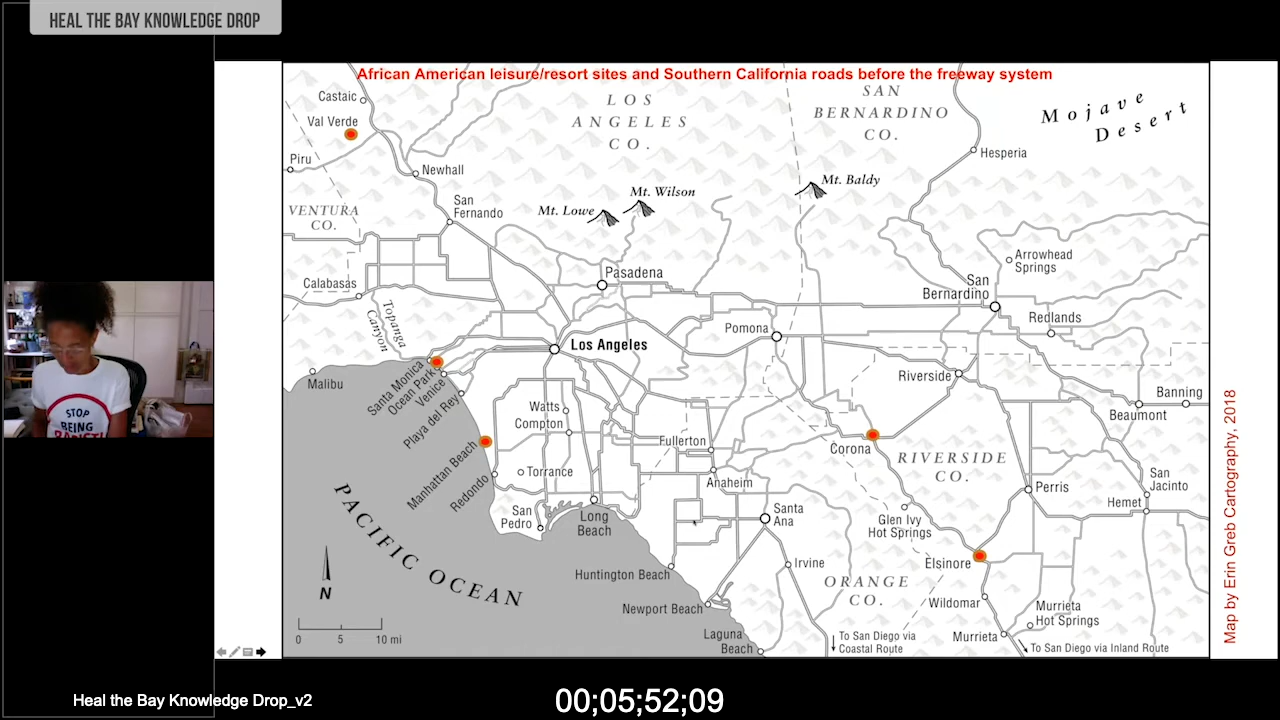 HEAL THE BAY KNOWLEDGE DROP
African American leisure/resort sites and Southern California roads before the freeway system
Castaic
Val Verde
Piru
Newhall
San
Fernando
VENTURA
CO.
LOS
ANGELES
CO.
SAN
BERNARDINO
CO.
Mojave
Desert
Hesperia
Mt. Baldy
Mt. Wilson
Mt. Lowe
Calabasas
Topanga
Canyon
Pasadena
Arrowhead
Springs
San
Bernardino
Redlands
Pomona
Los Angeles
Malibu
Santa Monica
Ocean Park
Venice
Playa del Rey
Manhattan Beach
Redondo
Riverside
Banning
Beaumont
Watts
Compton
Fullerton
Corona
RIVERSIDE
CO.
Torrance
Anaheim
San
Jacinto
Hemet
Perris
San
Pedro
Long
Beach
Santa
Ana
Glen Ivy
Hot Springs
PACIFIC OCEAN
Huntington Beach
Irvine
Elsinore
ORANGE
CO.
Newport Beach
Wildomar
Murrieta
Hot Springs
Laguna
Beach
Murrieta
To San Diego via
Coastal Route
To San Diego via Inland Route
N
0 5 10 mi
Map by Erin Greb Cartography, 2018
STOP
BEING
Heal the Bay Knowledge Drop_v2
00;05;52;09